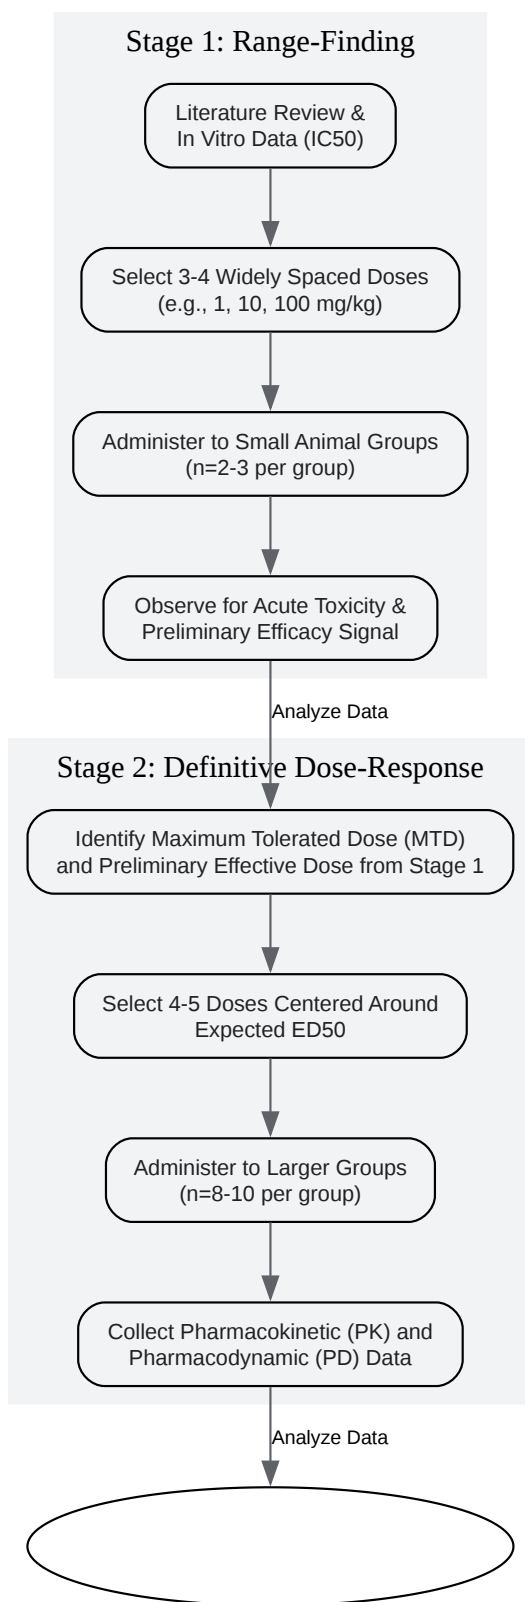 Stage 1: Range-Finding
Literature Review &
In Vitro Data (IC50)
Select 3-4 Widely Spaced Doses
(e.g., 1, 10, 100 mg/kg)
Administer to Small Animal Groups
(n=2-3 per group)
Observe for Acute Toxicity &
Preliminary Efficacy Signal
Analyze Data
Stage 2: Definitive Dose-Response
Identify Maximum Tolerated Dose (MTD)
and Preliminary Effective Dose from Stage 1
Select 4-5 Doses Centered Around
Expected ED50
Administer to Larger Groups
(n=8-10 per group)
Collect Pharmacokinetic (PK) and
Pharmacodynamic (PD) Data
Analyze Data